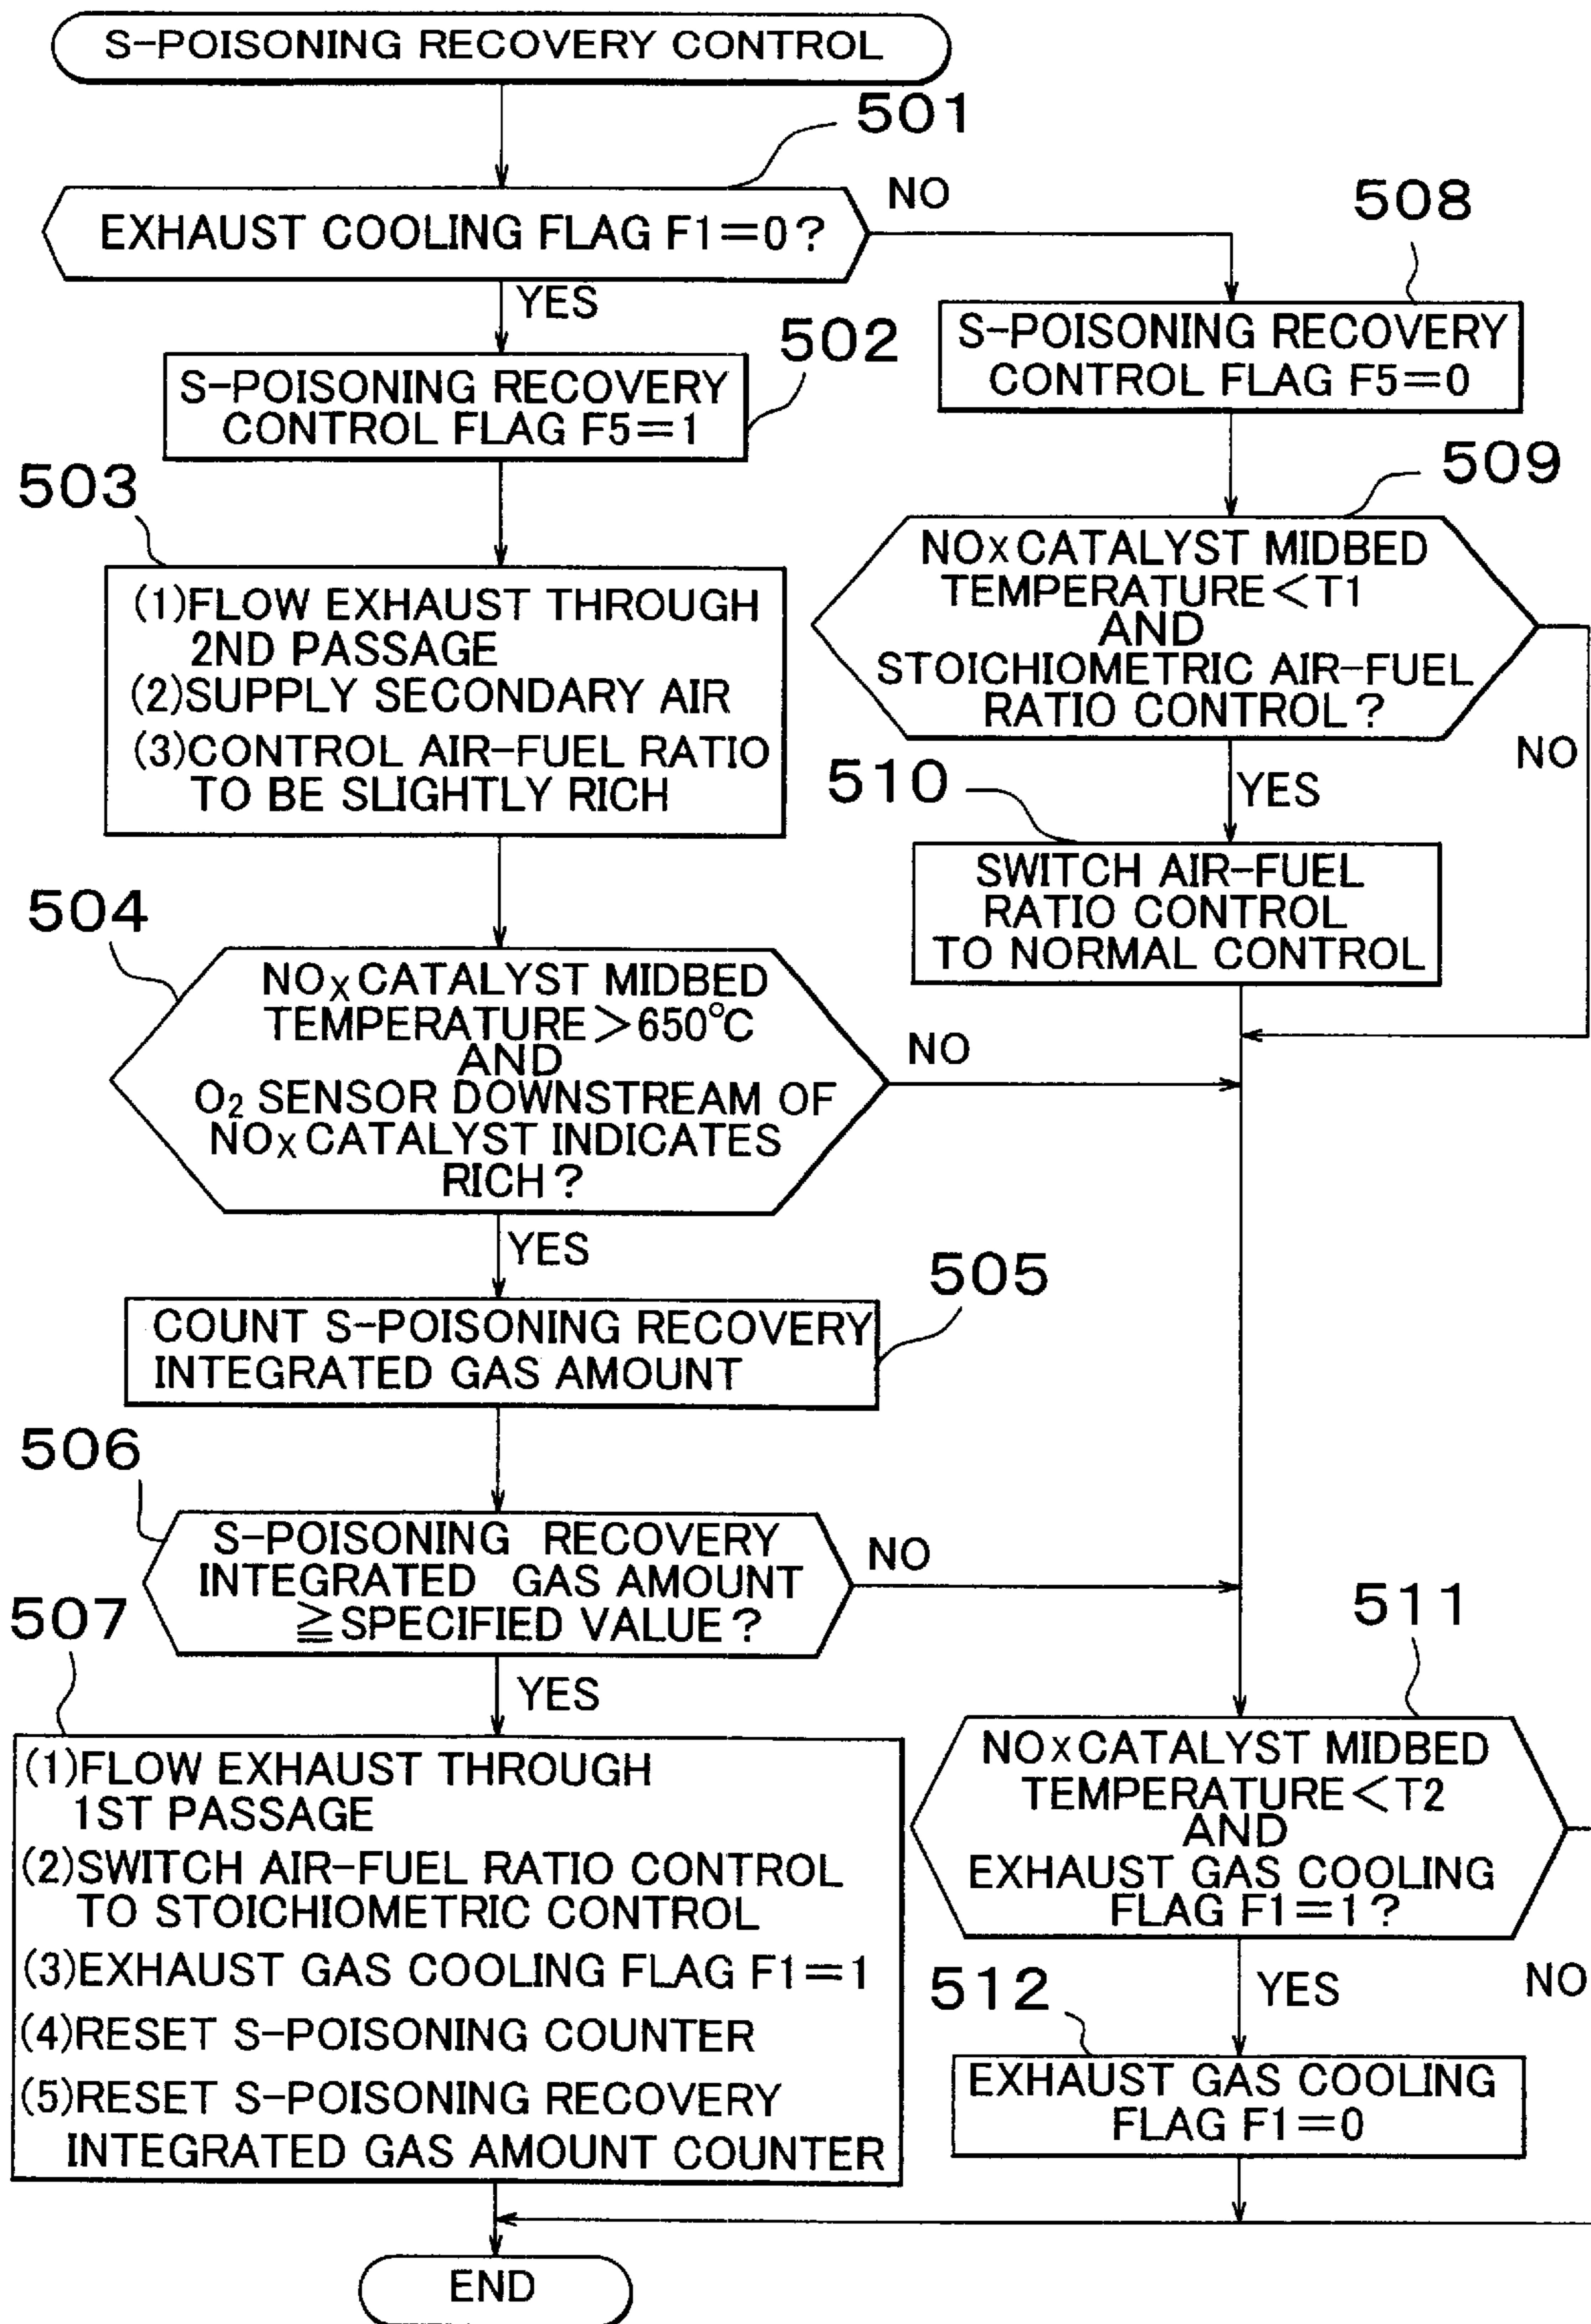 S-POISONING RECOVERY CONTROL
501
EXHAUST COOLING FLAG F1=0?
NO
YES
502
S-POISONING RECOVERY
CONTROL FLAG F5=1
503
(1)FLOW EXHAUST THROUGH
2ND PASSAGE
(2)SUPPLY SECONDARY AIR
(3)CONTROL AIR-FUEL RATIO
TO BE SLIGHTLY RICH
504
NOX CATALYST MIDBED
TEMPERATURE>650°C
AND
O2 SENSOR DOWNSTREAM OF
NOX CATALYST INDICATES
RICH?
NO
YES
505
COUNT S-POISONING RECOVERY
INTEGRATED GAS AMOUNT
506
S-POISONING RECOVERY
INTEGRATED GAS AMOUNT
≧SPECIFIED VALUE?
NO
YES
507
(1)FLOW EXHAUST THROUGH
1ST PASSAGE
(2)SWITCH AIR-FUEL RATIO CONTROL
TO STOICHIOMETRIC CONTROL
(3)EXHAUST GAS COOLING FLAG F1=1
(4)RESET S-POISONING COUNTER
(5)RESET S-POISONING RECOVERY
INTEGRATED GAS AMOUNT COUNTER
508
S-POISONING RECOVERY
CONTROL FLAG F5=0
509
NOX CATALYST MIDBED
TEMPERATURE<T1
AND
STOICHIOMETRIC AIR-FUEL
RATIO CONTROL?
NO
YES
510
SWITCH AIR-FUEL
RATIO CONTROL
TO NORMAL CONTROL
511
NOX CATALYST MIDBED
TEMPERATURE<T2
AND
EXHAUST GAS COOLING
FLAG F1=1?
NO
YES
512
EXHAUST GAS COOLING
FLAG F1=0
END